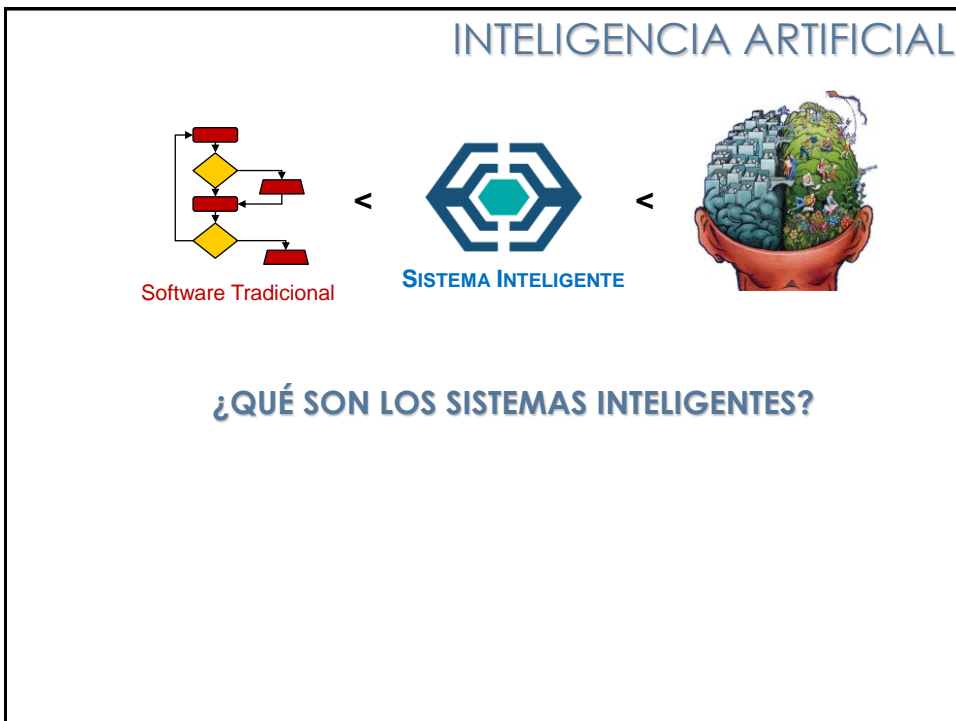 INTELIGENCIA ARTIFICIAL
< <
SISTEMA INTELIGENTE
Software Tradicional
¿QUÉ SON LOS SISTEMAS INTELIGENTES?